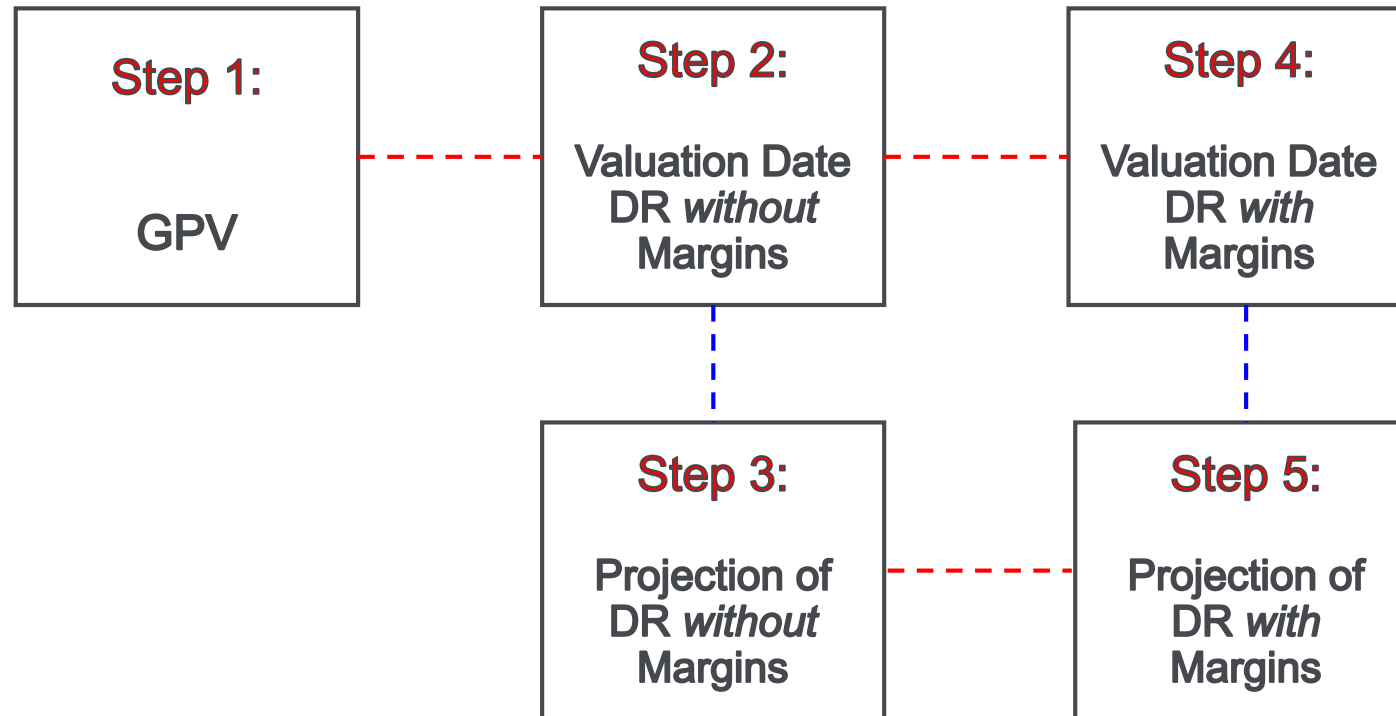 Step 1:
GPV
Step 2:
Valuation Date
DR without
Margins
Step 4:
Valuation Date
DR with
Margins
Step 3:
Projection of
DR without
Margins
Step 5:
Projection of
DR with
Margins